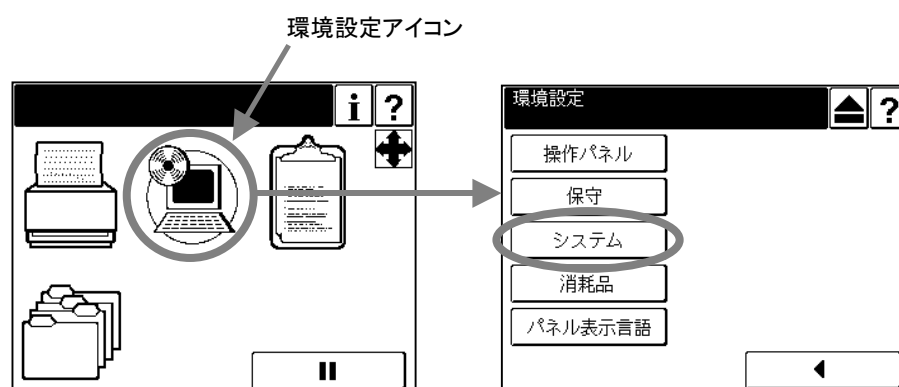 環境設定アイコン
i ?
環境設定
?
操作パネル
保守
システム
消耗品
パネル表示言語